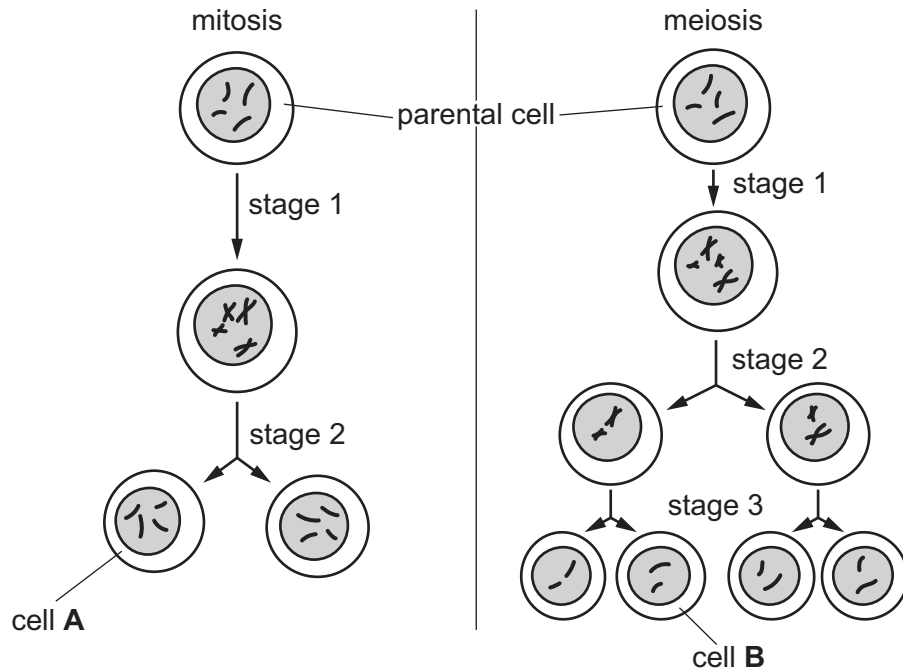 mitosis
meiosis
parental cell
stage 1
stage 1
stage 2
stage 2
stage 3
cell A
cell B